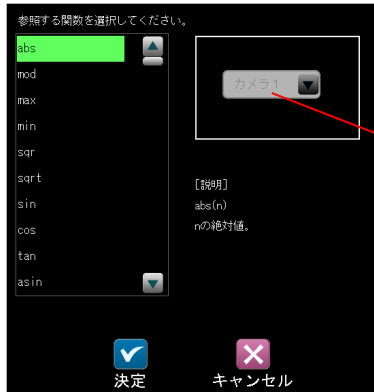 参照する関数を選択してください。
abs
mod
max
min
sqr
sqrt
sin
cos
tan
asin
カメラ1
[説明]
abs(n)
nの絶対値。
決定
キャンセル